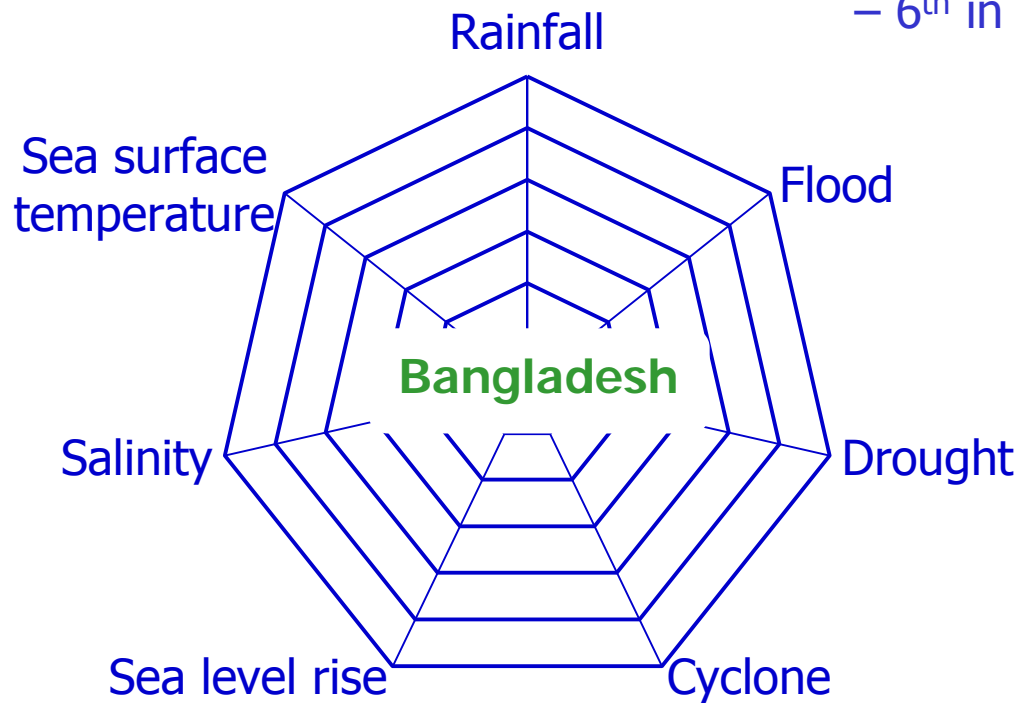 – 6th in
Rainfall
Sea surface
temperature
Flood
Bangladesh
Salinity
Drought
Sea level rise
Cyclone